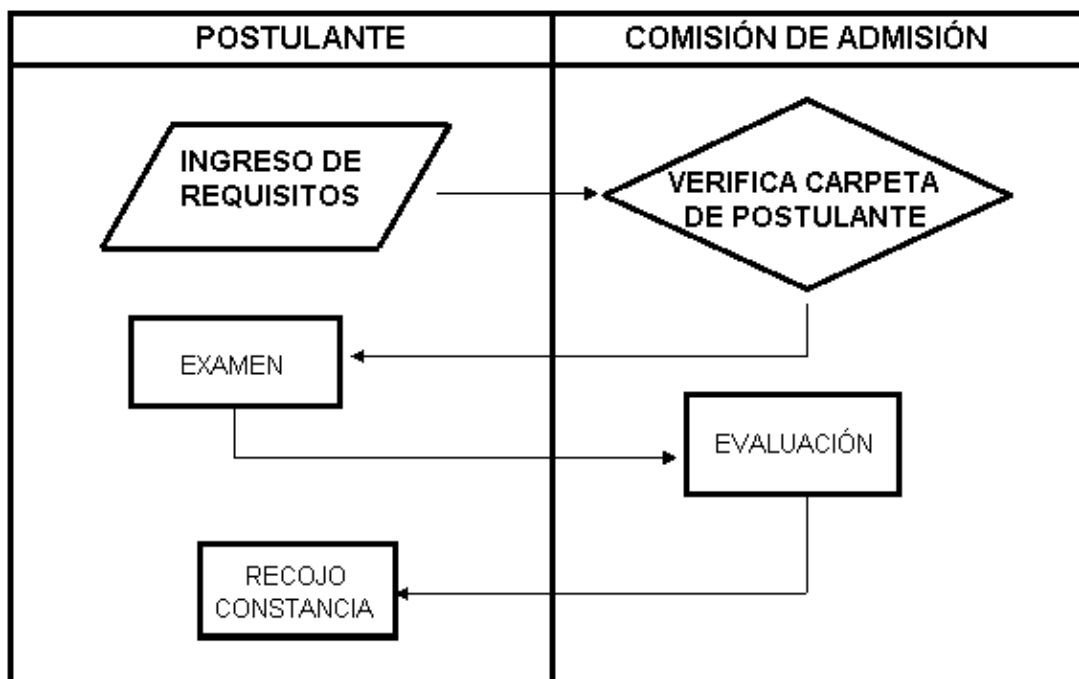 POSTULANTE
COMISIÓN DE ADMISIÓN
INGRESO DE
REQUISITOS
VERIFICA CARPETA
DE POSTULANTE
EXAMEN
EVALUACIÓN
RECOJO
CONSTANCIA